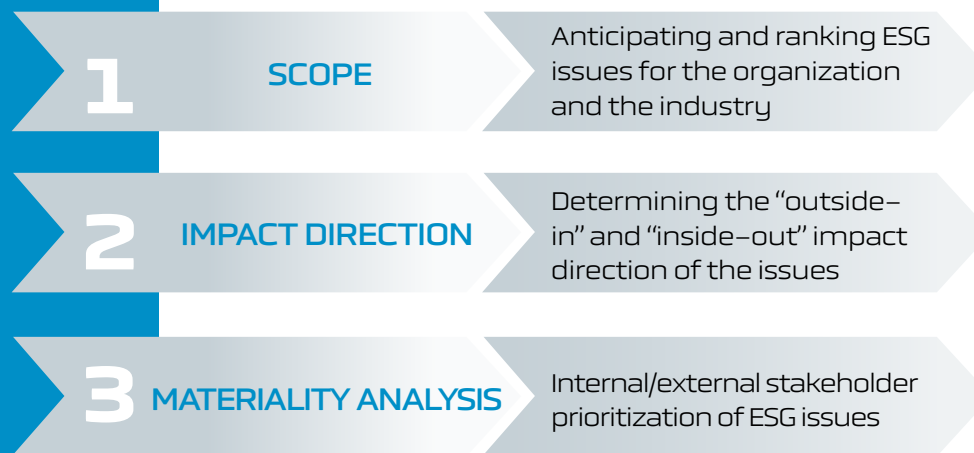 1
SCOPE
Anticipating and ranking ESG
issues for the organization
and the industry
2
IMPACT DIRECTION
Determining the “outside–
in” and “inside–out” impact
direction of the issues
3
MATERIALITY ANALYSIS
Internal/external stakeholder
prioritization of ESG issues